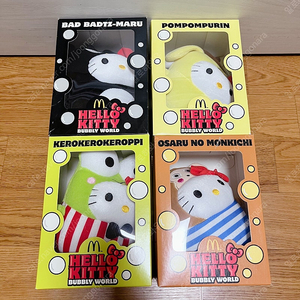 BAD BADTZ-MARU
HELLO KITTY
BUBBLY WORLD
POMPOMPURIN
HELLO KITTY
BUBBLY WORLD
KEROKEROKEROPPI
HELLO KITTY
BUBBLY WORLD
OSARU NO MONKICHI
HELLO KITTY
BUBBLY WORLD